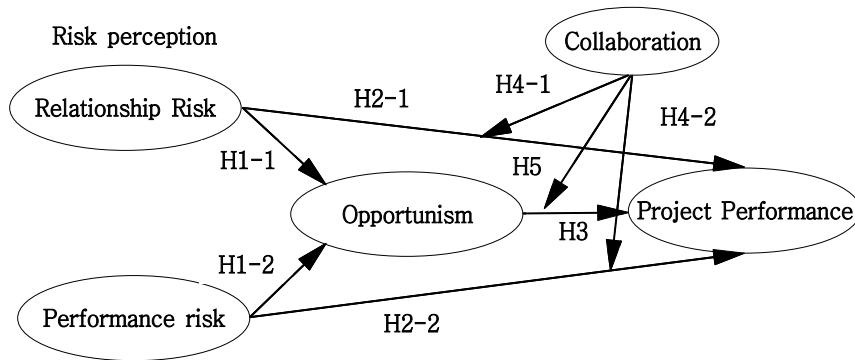 Risk perception
Collaboration
Relationship Risk
H2-1
H4-1
H4-2
H1-1
H5
Opportunism
H3
Project Performance
H1-2
Performance risk
H2-2